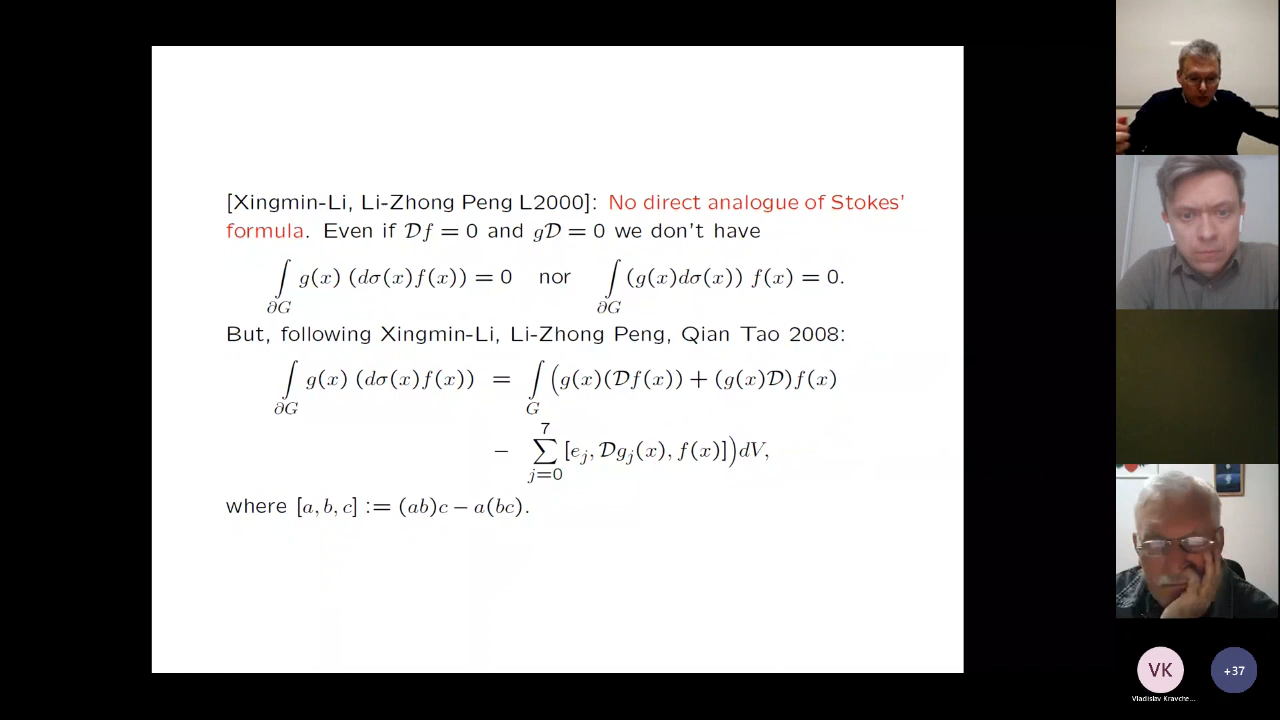 [Xingmin-Li, Li-Zhong Peng L2000]: No direct analogue of Stokes'
formula. Even if 𝒟f = 0 and g𝒟 = 0 we don't have
∫_{∂G} g(x) (dσ(x)f(x)) = 0 nor ∫_{∂G} (g(x)dσ(x)) f(x) = 0.
But, following Xingmin-Li, Li-Zhong Peng, Qian Tao 2008:
∫_{∂G} g(x) (dσ(x)f(x)) = ∫_{G} (g(x)(𝒟f(x)) + (g(x)𝒟)f(x)
− ∑_{j=0}^{7} [e_j, 𝒟g_j(x), f(x)])dV,
where [a, b, c] := (ab)c − a(bc).
VK
Vladislav Kravche...
+37